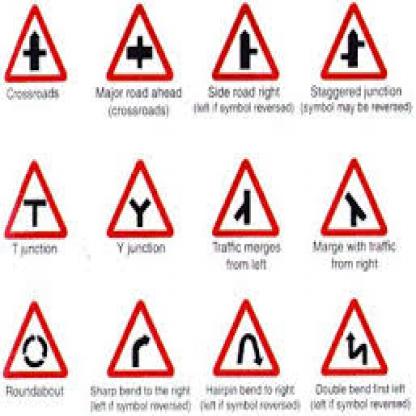 Crossroads
Major road ahead
(crossroads)
Side road right
(left if symbol reversed)
Staggered junction
(symbol may be reversed)
T junction
Y junction
Traffic merges
from left
Marge with traffic
from right
Roundabout
Sharp bend to the right
(left if symbol reversed)
Hairpin bend to right
(left if symbol reversed)
Double bend first left
(left if symbol reversed)